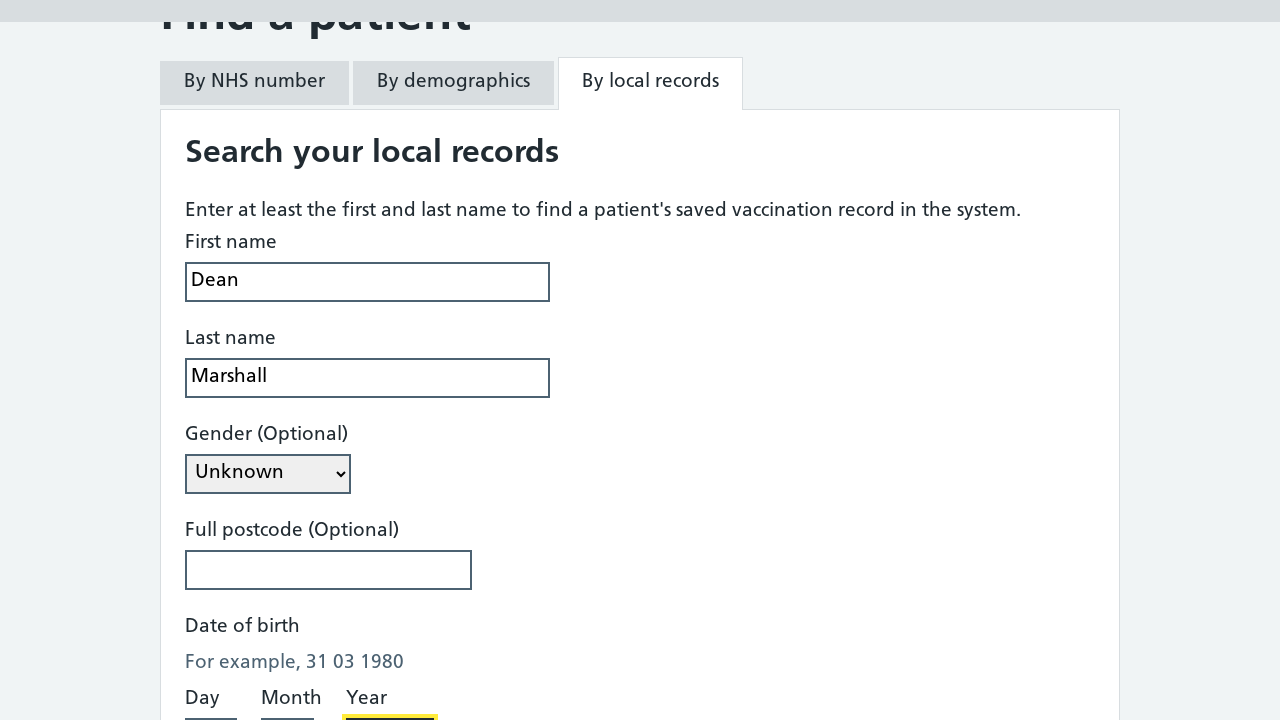 Find a patient
By NHS number
By demographics
By local records
Search your local records
Enter at least the first and last name to find a patient's saved vaccination record in the system.
First name
Dean
Last name
Marshall
Gender (Optional)
Unknown
Full postcode (Optional)
Date of birth
For example, 31 03 1980
Day Month Year